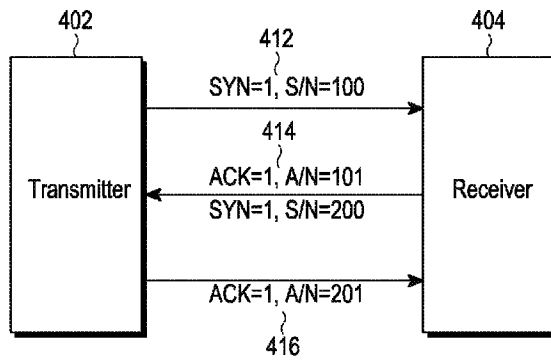 402
412
404
SYN=1, S/N=100
414
Transmitter
ACK=1, A/N=101
SYN=1, S/N=200
Receiver
ACK=1, A/N=201
416